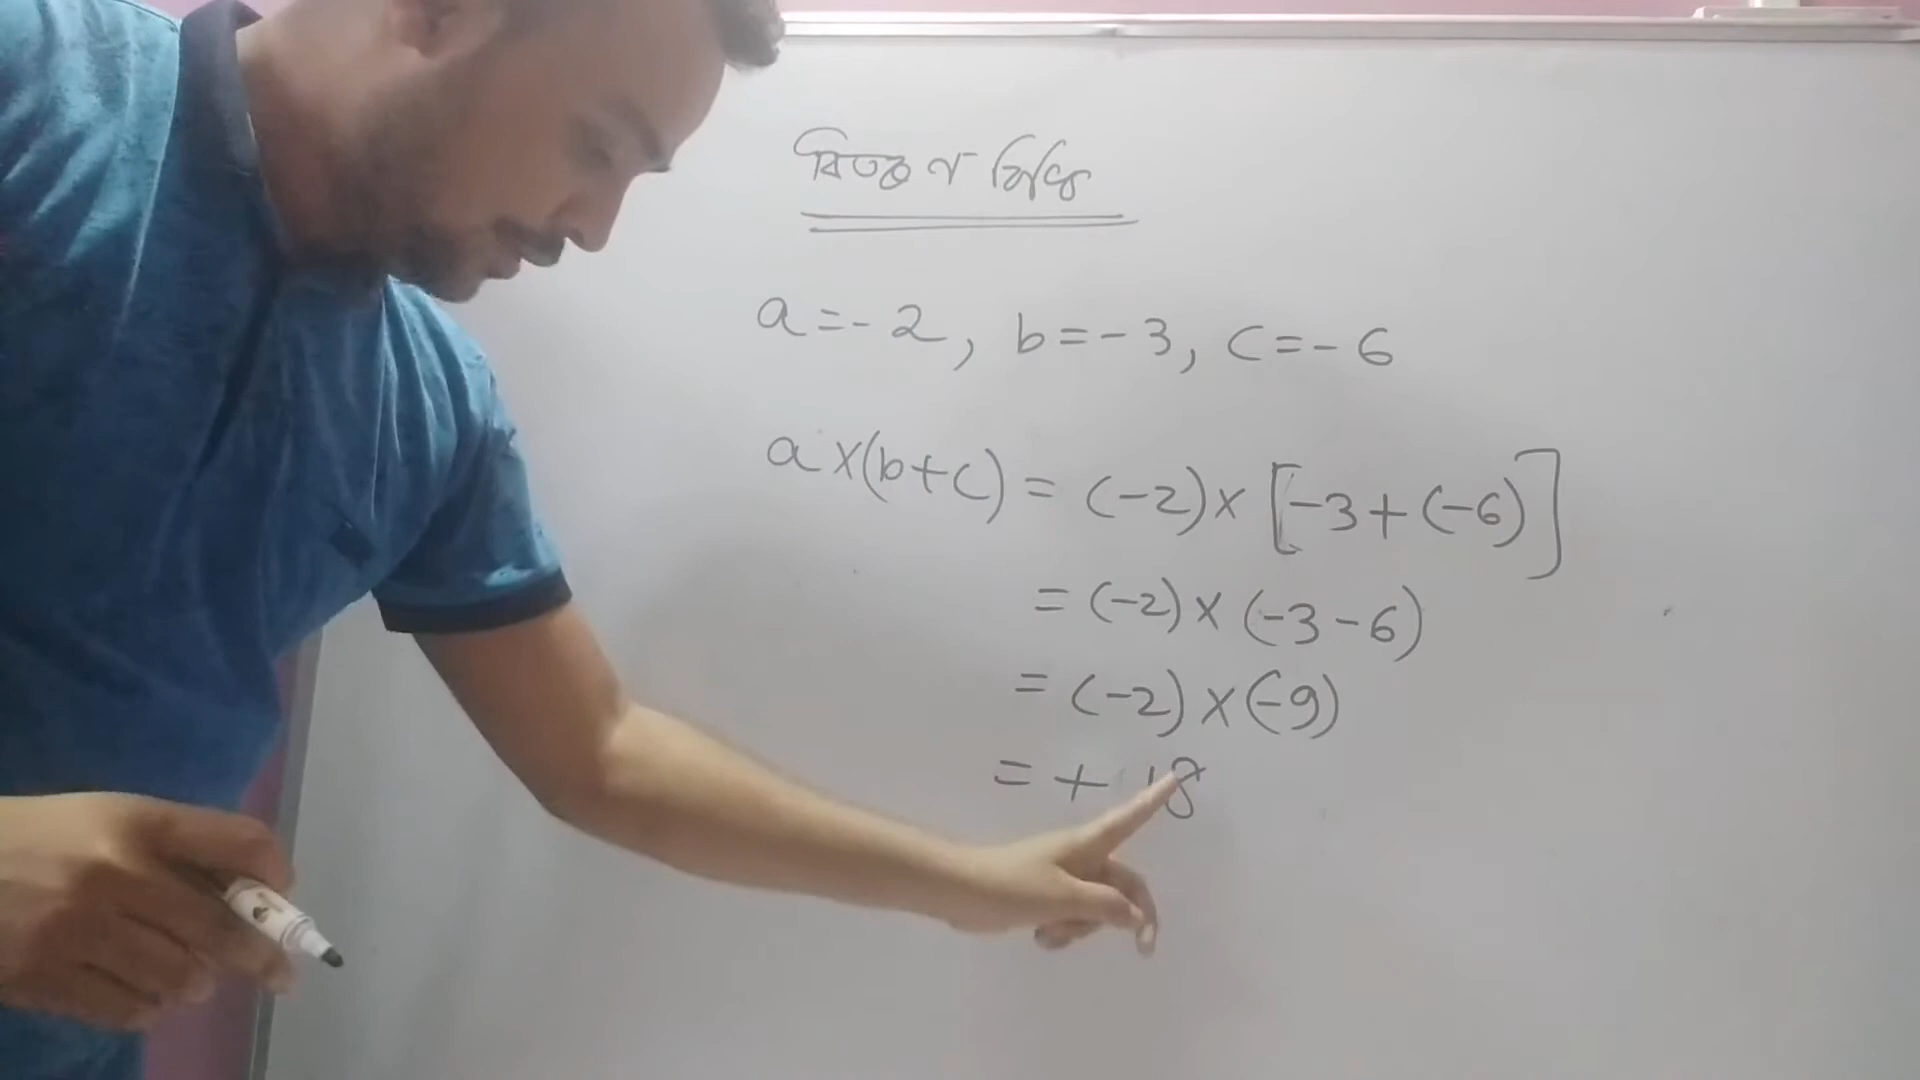 বিতরণ বিধি
a = - 2, b = - 3, c = - 6
a x (b + c) = (-2) x [-3 + (-6)]
= (-2) x (-3 - 6)
= (-2) x (-9)
= + 18